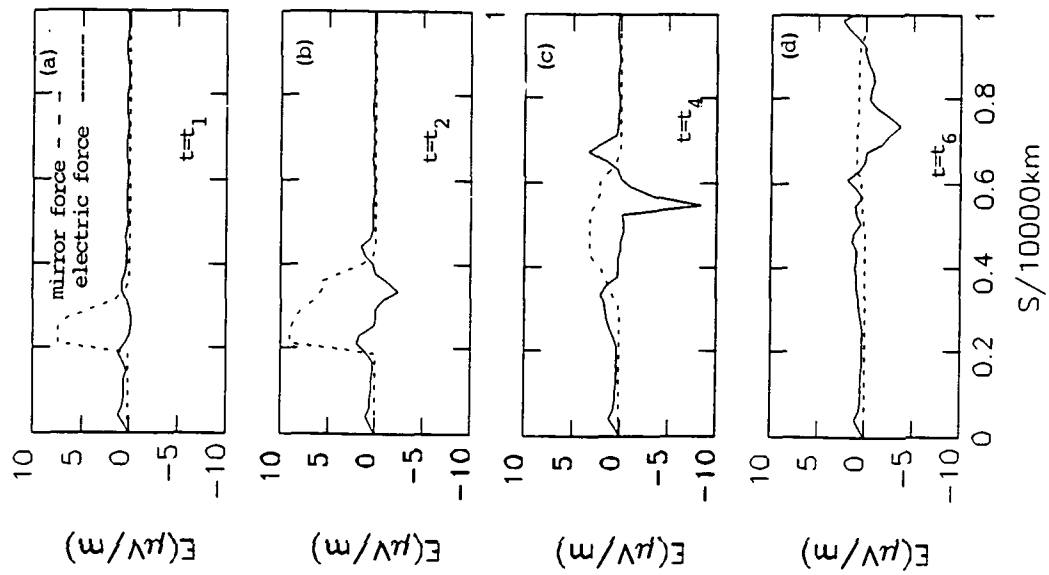 mirror force (a)
electric force
t=t1
10
5
0
-5
-10
E(μV/m)
(b)
t=t2
10
5
0
-5
-10
E(μV/m)
1
(c)
t=t4
10
5
0
-5
-10
E(μV/m)
(d)
t=t6
10
5
0
-5
-10
E(μV/m)
0
0.2
0.4
0.6
0.8
1
S/10000km